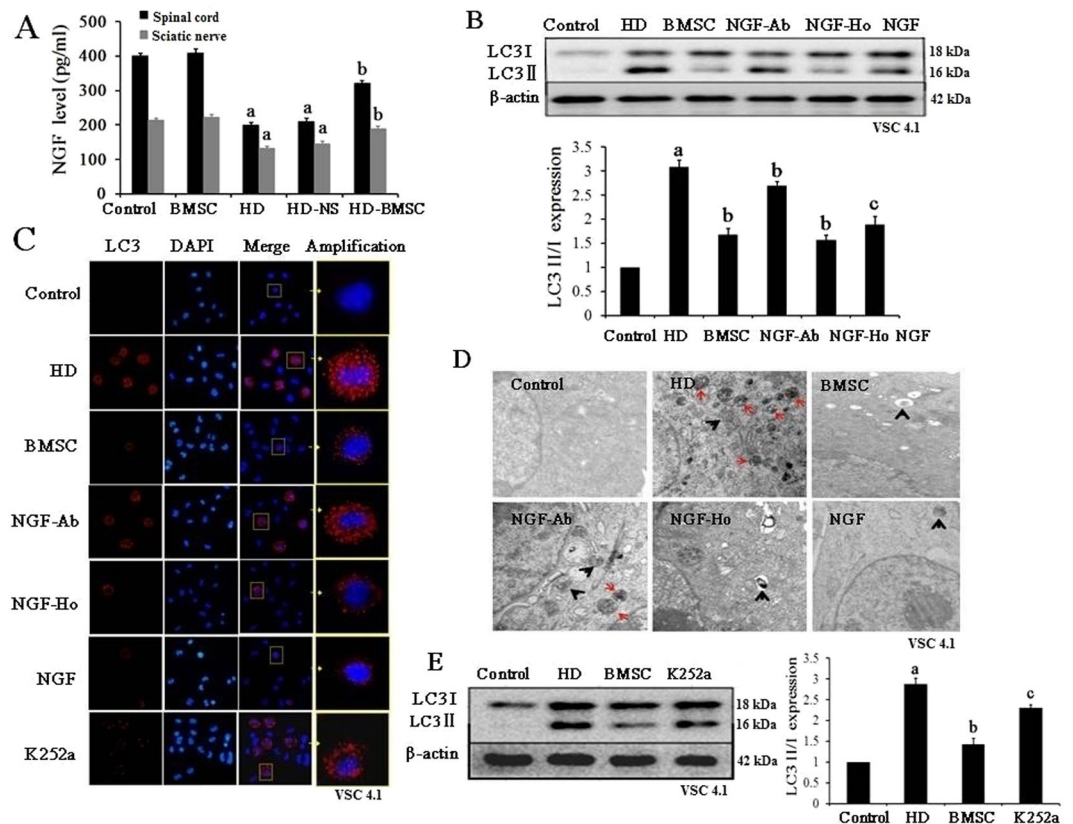 A
Spinal cord
Sciatic nerve
NGF level (pg/ml)
500
400
300
200
100
0
a
a
a
a
b
b
Control BMSC HD HD-NS HD-BMSC
B
Control HD BMSC NGF-Ab NGF-Ho NGF
LC3Ⅰ 18 kDa
LC3Ⅱ 16 kDa
β-actin 42 kDa
VSC 4.1
LC3 II/I expression
3.5
3
2.5
2
1.5
1
0.5
0
a
b
b
b
c
Control HD BMSC NGF-Ab NGF-Ho NGF
C
LC3 DAPI Merge Amplification
Control
HD
BMSC
NGF-Ab
NGF-Ho
NGF
K252a
VSC 4.1
D
Control HD BMSC
NGF-Ab NGF-Ho NGF
VSC 4.1
E
Control HD BMSC K252a
LC3Ⅰ 18 kDa
LC3Ⅱ 16 kDa
β-actin 42 kDa
VSC 4.1
LC3 II/I expression
3.5
3
2.5
2
1.5
1
0.5
0
a
b
c
Control HD BMSC K252a